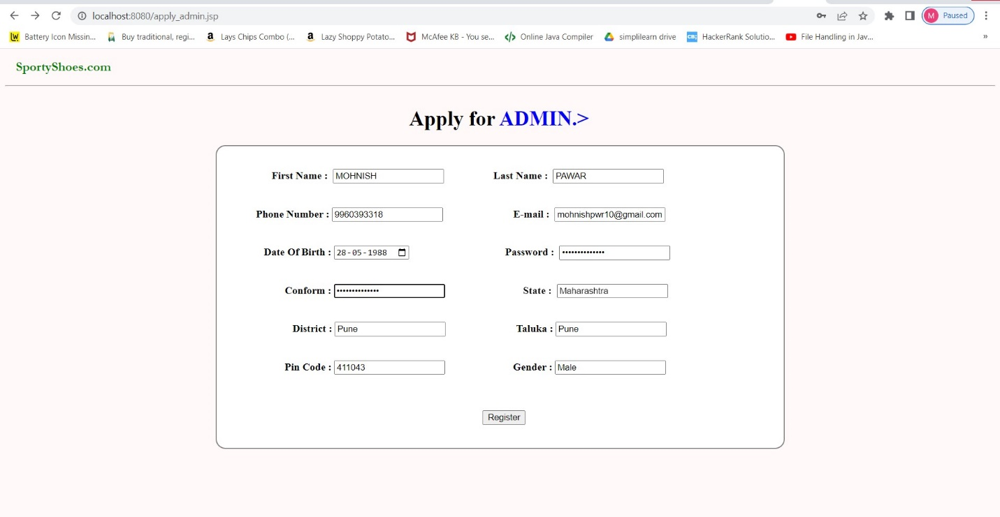 localhost:8080/apply_admin.jsp
M Paused
Battery Icon Missin... Buy traditional, regi... Lays Chips Combo (... Lazy Shoppy Potato... McAfee KB - You se... Online Java Compiler simplilearn drive HackerRank Solutio... File Handling in Jav... »
SportyShoes.com
Apply for ADMIN.>
First Name : MOHNISH Last Name : PAWAR
Phone Number : 9960393318 E-mail : mohnishpwr10@gmail.com
Date Of Birth : 28-05-1988 Password : ••••••••••••••
Conform : •••••••••••••• State : Maharashtra
District : Pune Taluka : Pune
Pin Code : 411043 Gender : Male
Register